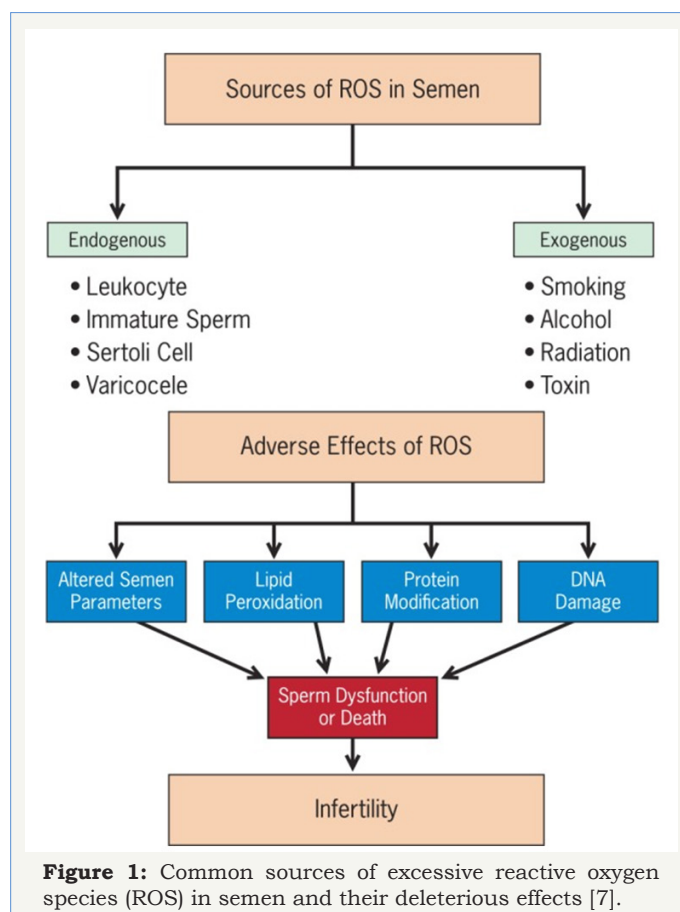 Sources of ROS in Semen
Endogenous
• Leukocyte
• Immature Sperm
• Sertoli Cell
• Varicocele
Exogenous
• Smoking
• Alcohol
• Radiation
• Toxin
Adverse Effects of ROS
Altered Semen
Parameters
Lipid
Peroxidation
Protein
Modification
DNA
Damage
Sperm Dysfunction
or Death
Infertility
Figure 1: Common sources of excessive reactive oxygen
species (ROS) in semen and their deleterious effects [7].